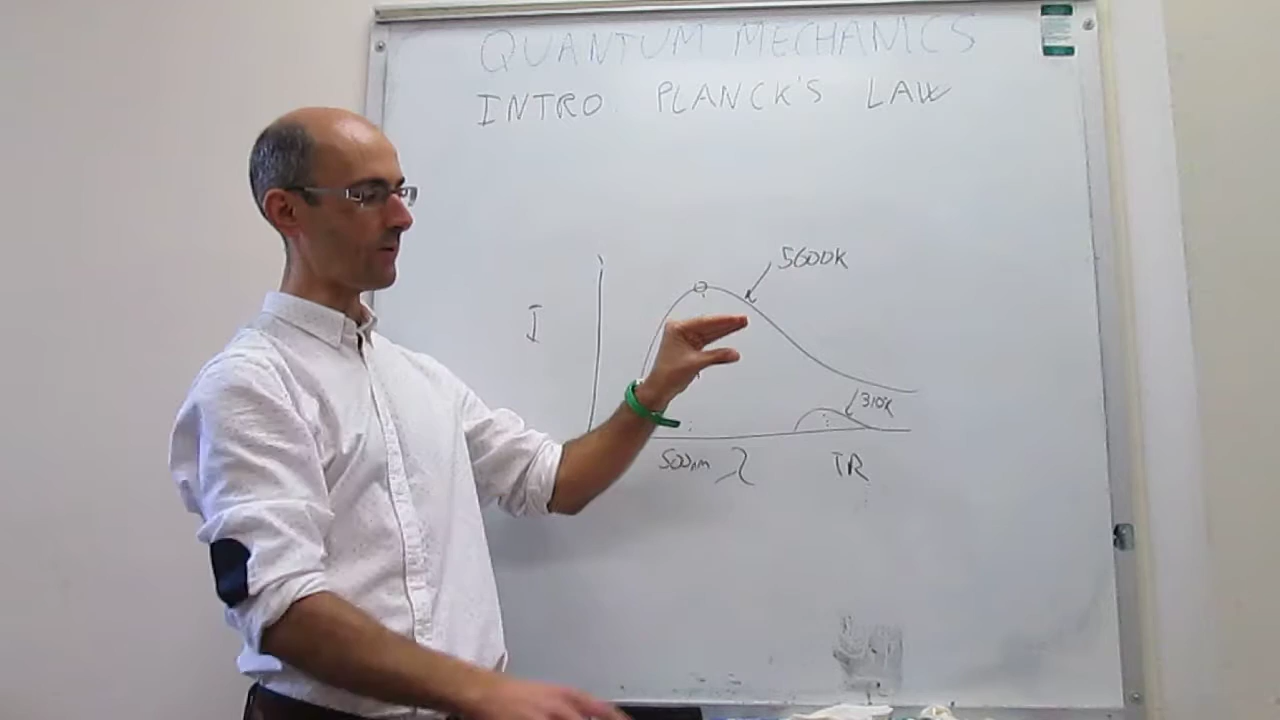 QUANTUM MECHANICS
INTRO PLANCK'S LAW
5600K
I
310K
500nm λ IR